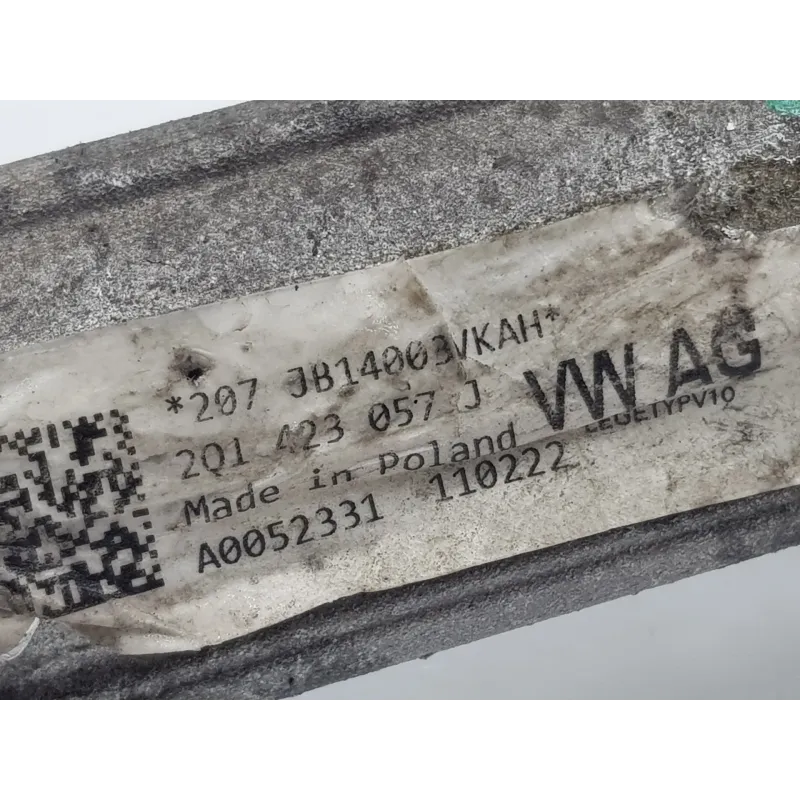 *207 JB14003VKAH*
2Q1 423 057 J
VW AG
Made in Poland
A0052331 110222